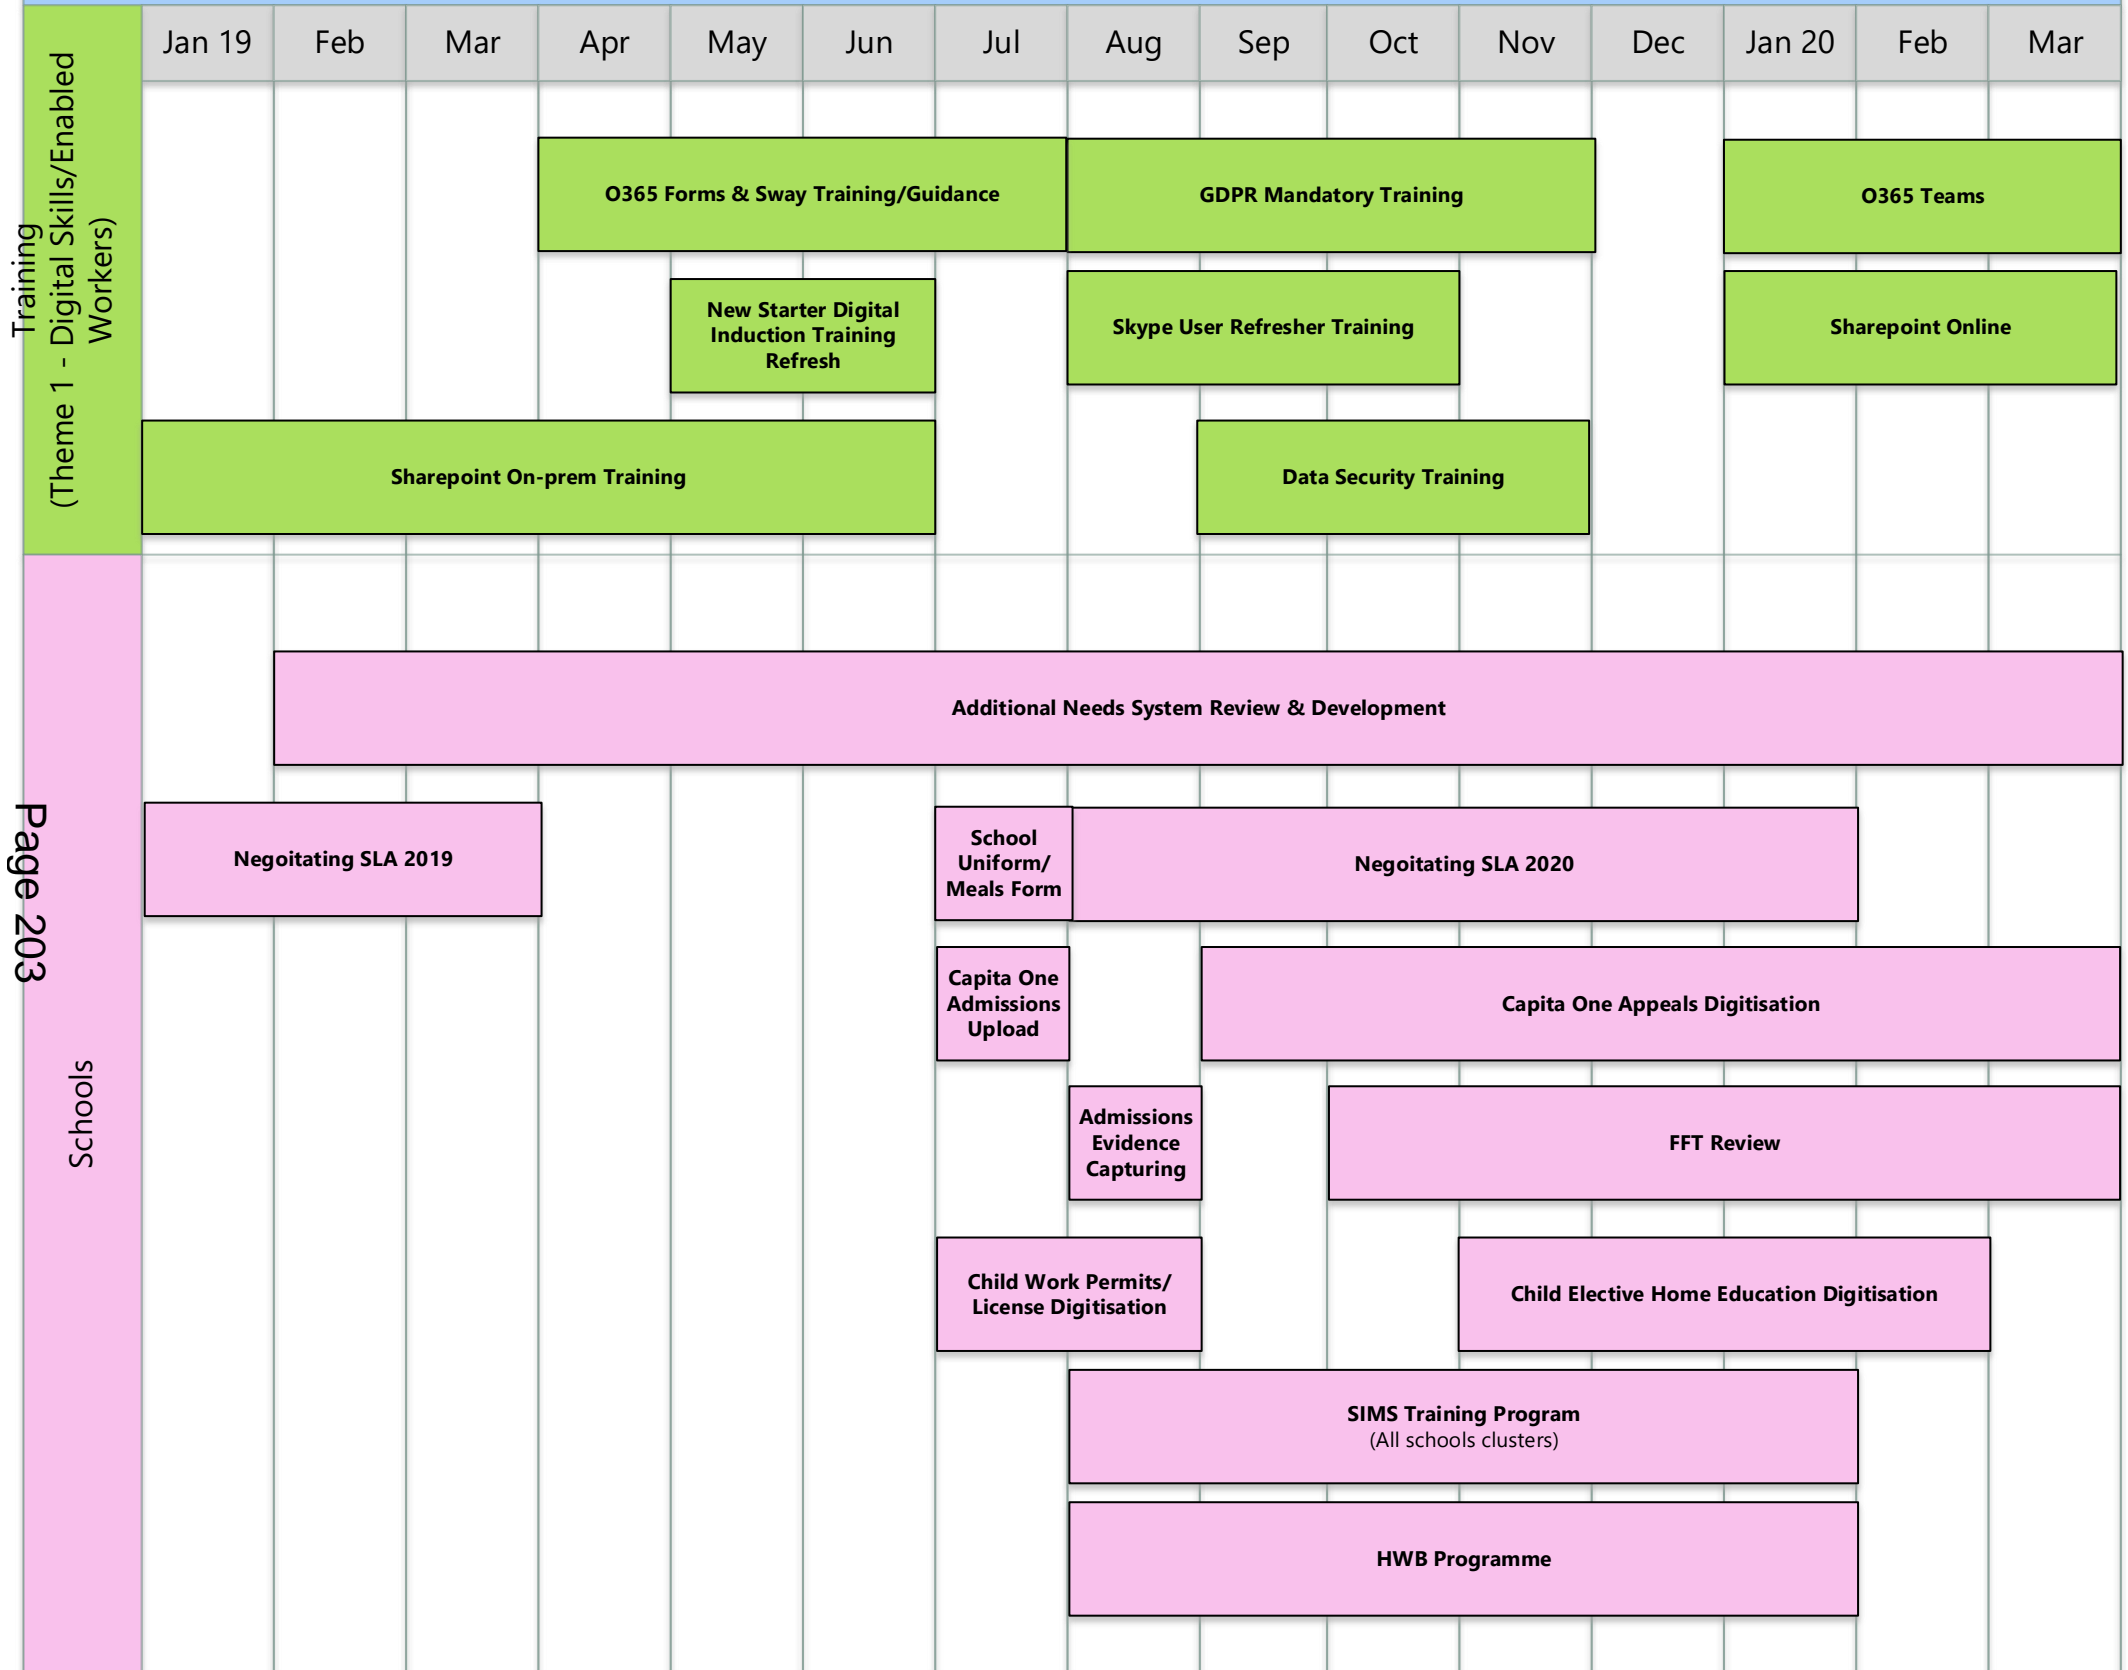 Jan 19 Feb Mar Apr May Jun Jul Aug Sep Oct Nov Dec Jan 20 Feb Mar
Training
(Theme 1 - Digital Skills/Enabled
Workers)
O365 Forms & Sway Training/Guidance
GDPR Mandatory Training
O365 Teams
New Starter Digital
Induction Training
Refresh
Skype User Refresher Training
Sharepoint Online
Sharepoint On-prem Training
Data Security Training
Page 203
Schools
Additional Needs System Review & Development
Negoitating SLA 2019
School
Uniform/
Meals Form
Negoitating SLA 2020
Capita One
Admissions
Upload
Capita One Appeals Digitisation
Admissions
Evidence
Capturing
FFT Review
Child Work Permits/
License Digitisation
Child Elective Home Education Digitisation
SIMS Training Program
(All schools clusters)
HWB Programme